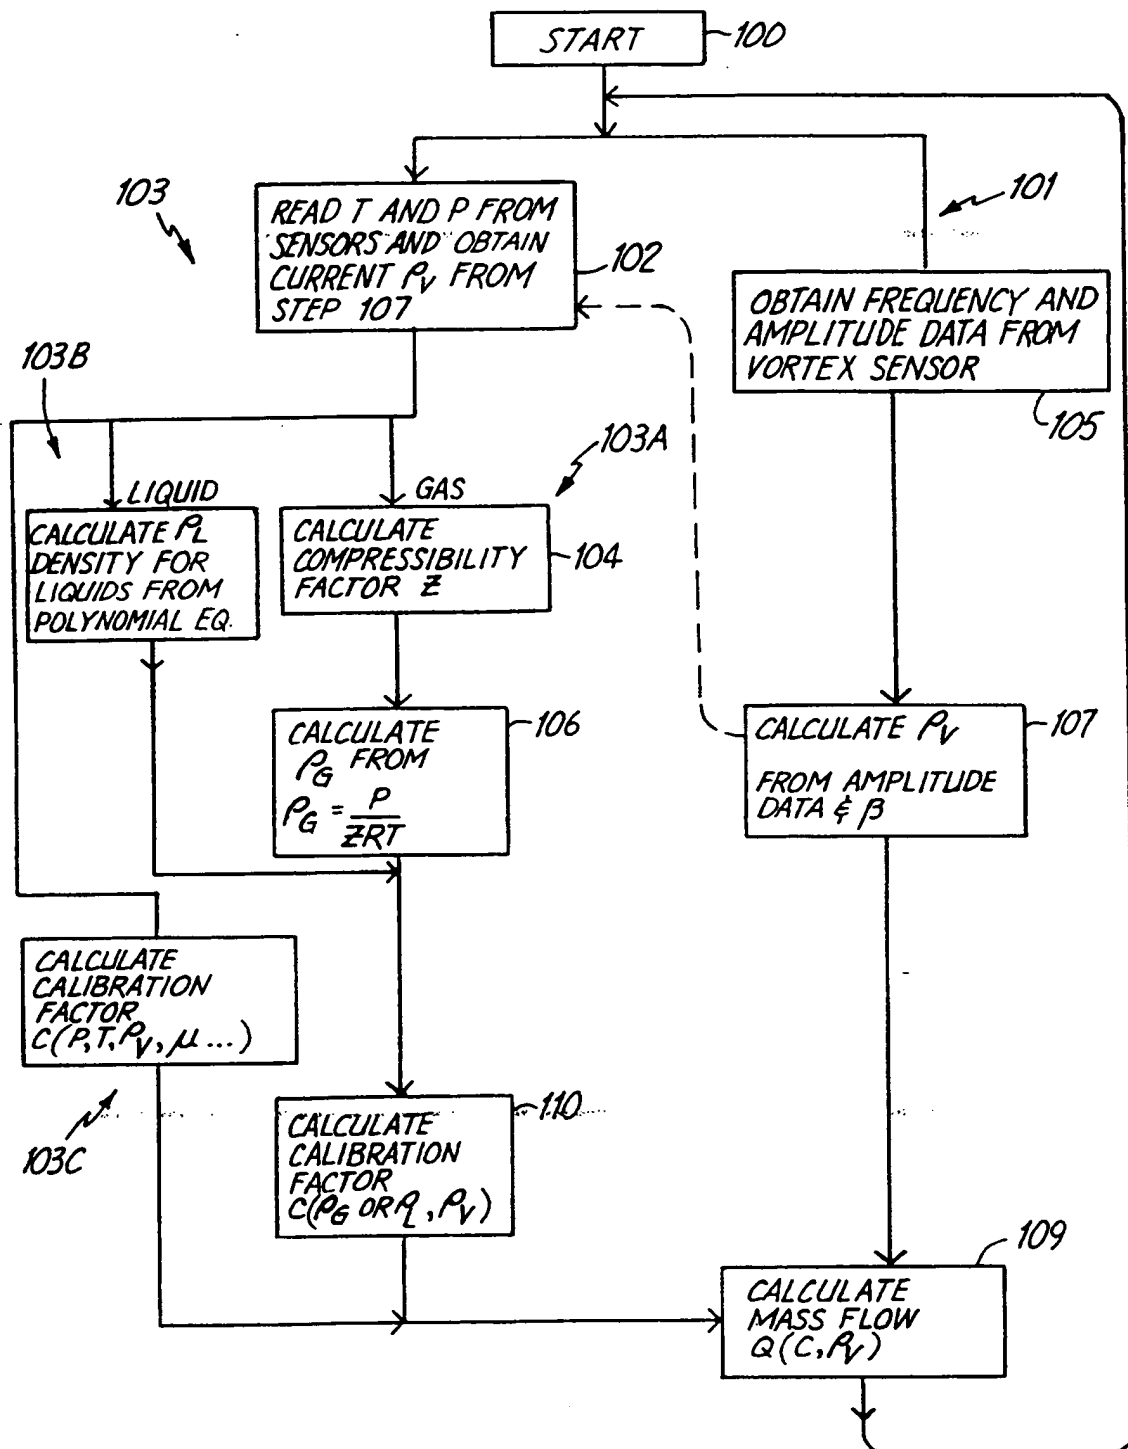 START
100
103
101
READ T AND P FROM
SENSORS AND OBTAIN
CURRENT ρV FROM
STEP 107
102
OBTAIN FREQUENCY AND
AMPLITUDE DATA FROM
VORTEX SENSOR
105
103B
103A
LIQUID
GAS
CALCULATE ρL
DENSITY FOR
LIQUIDS FROM
POLYNOMIAL EQ.
CALCULATE
COMPRESSIBILITY
FACTOR Z
104
CALCULATE
ρG FROM
ρG = P
ZRT
106
CALCULATE ρV
FROM AMPLITUDE
DATA & β
107
CALCULATE
CALIBRATION
FACTOR
C(P,T,ρV,μ...)
103C
CALCULATE
CALIBRATION
FACTOR
C(ρG OR ρL,ρV)
110
CALCULATE
MASS FLOW
Q(C,ρV)
109